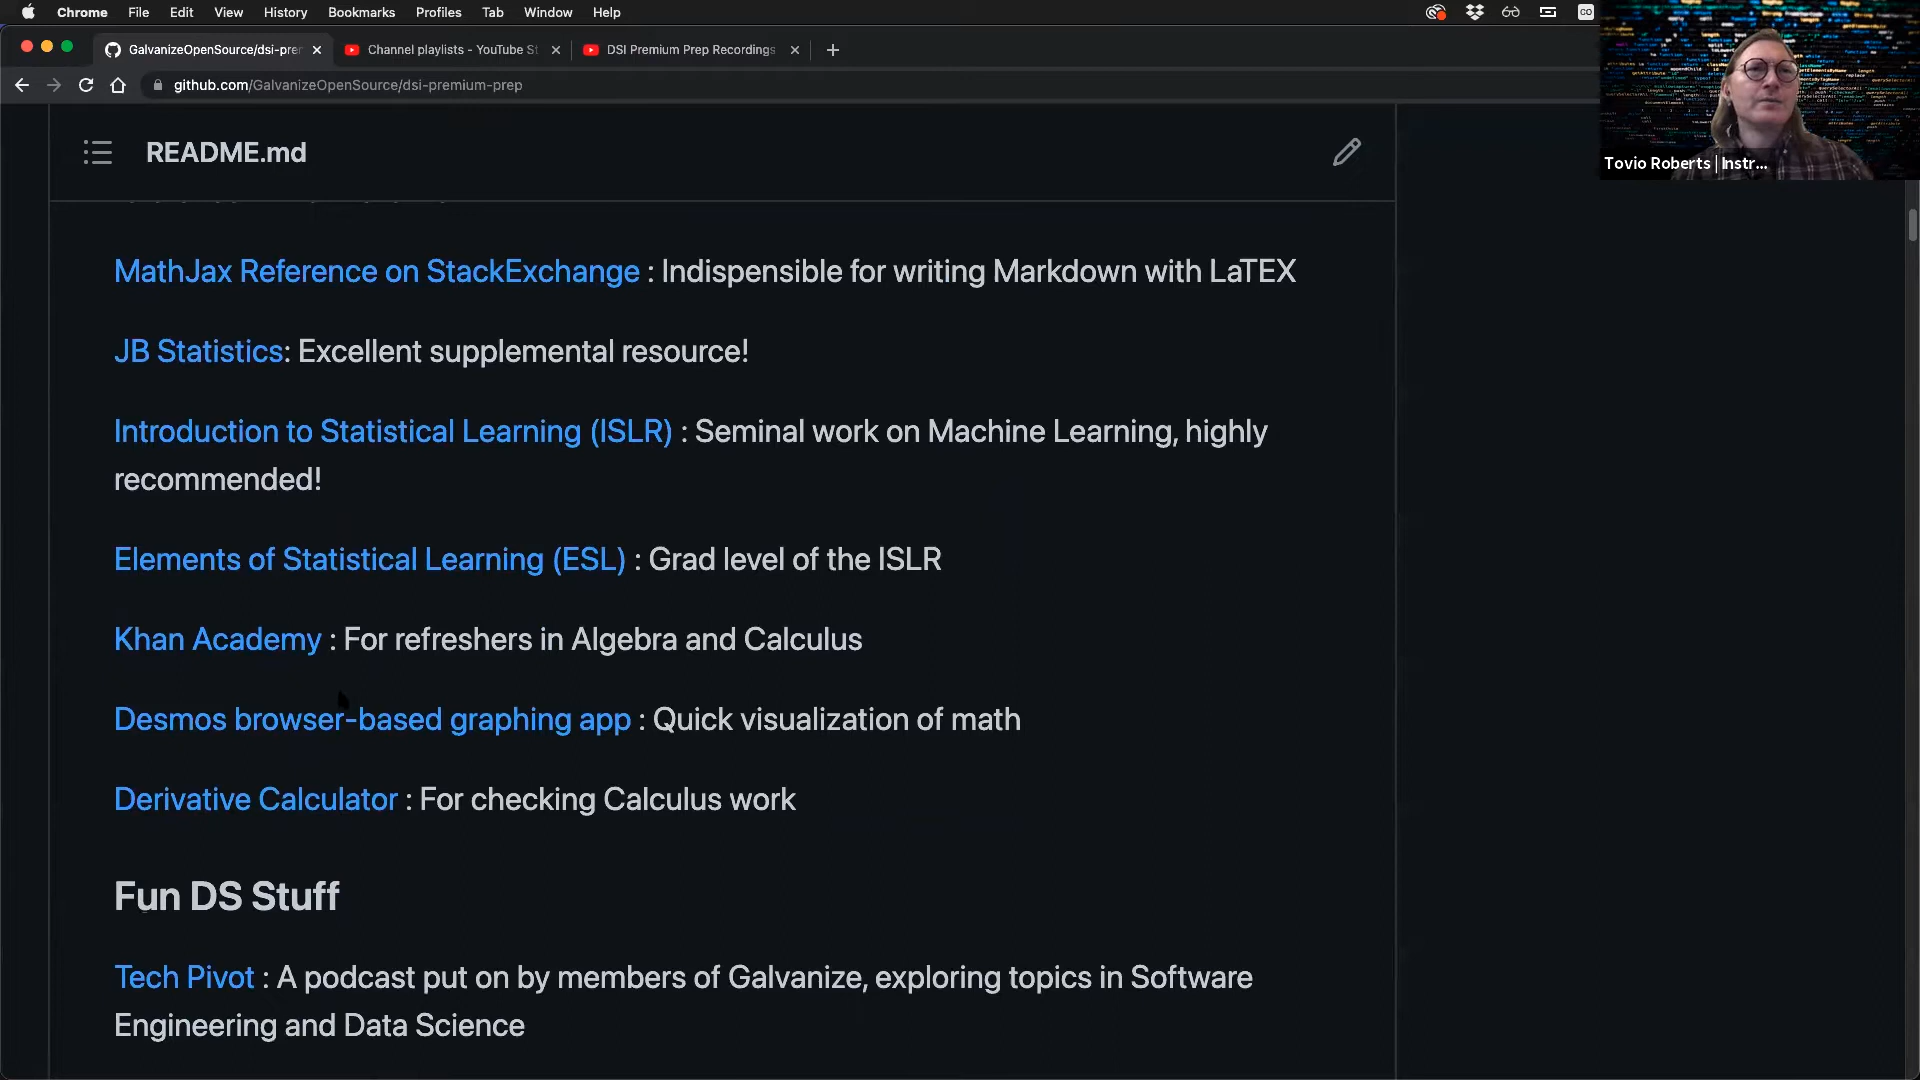 Chrome File Edit View History Bookmarks Profiles Tab Window Help
GalvanizeOpenSource/dsi-prem
Channel playlists - YouTube St
DSI Premium Prep Recordings
github.com/GalvanizeOpenSource/dsi-premium-prep
Tovio Roberts | Instr...
README.md
MathJax Reference on StackExchange : Indispensible for writing Markdown with LaTEX
JB Statistics: Excellent supplemental resource!
Introduction to Statistical Learning (ISLR) : Seminal work on Machine Learning, highly
recommended!
Elements of Statistical Learning (ESL) : Grad level of the ISLR
Khan Academy : For refreshers in Algebra and Calculus
Desmos browser-based graphing app : Quick visualization of math
Derivative Calculator : For checking Calculus work
Fun DS Stuff
Tech Pivot : A podcast put on by members of Galvanize, exploring topics in Software
Engineering and Data Science